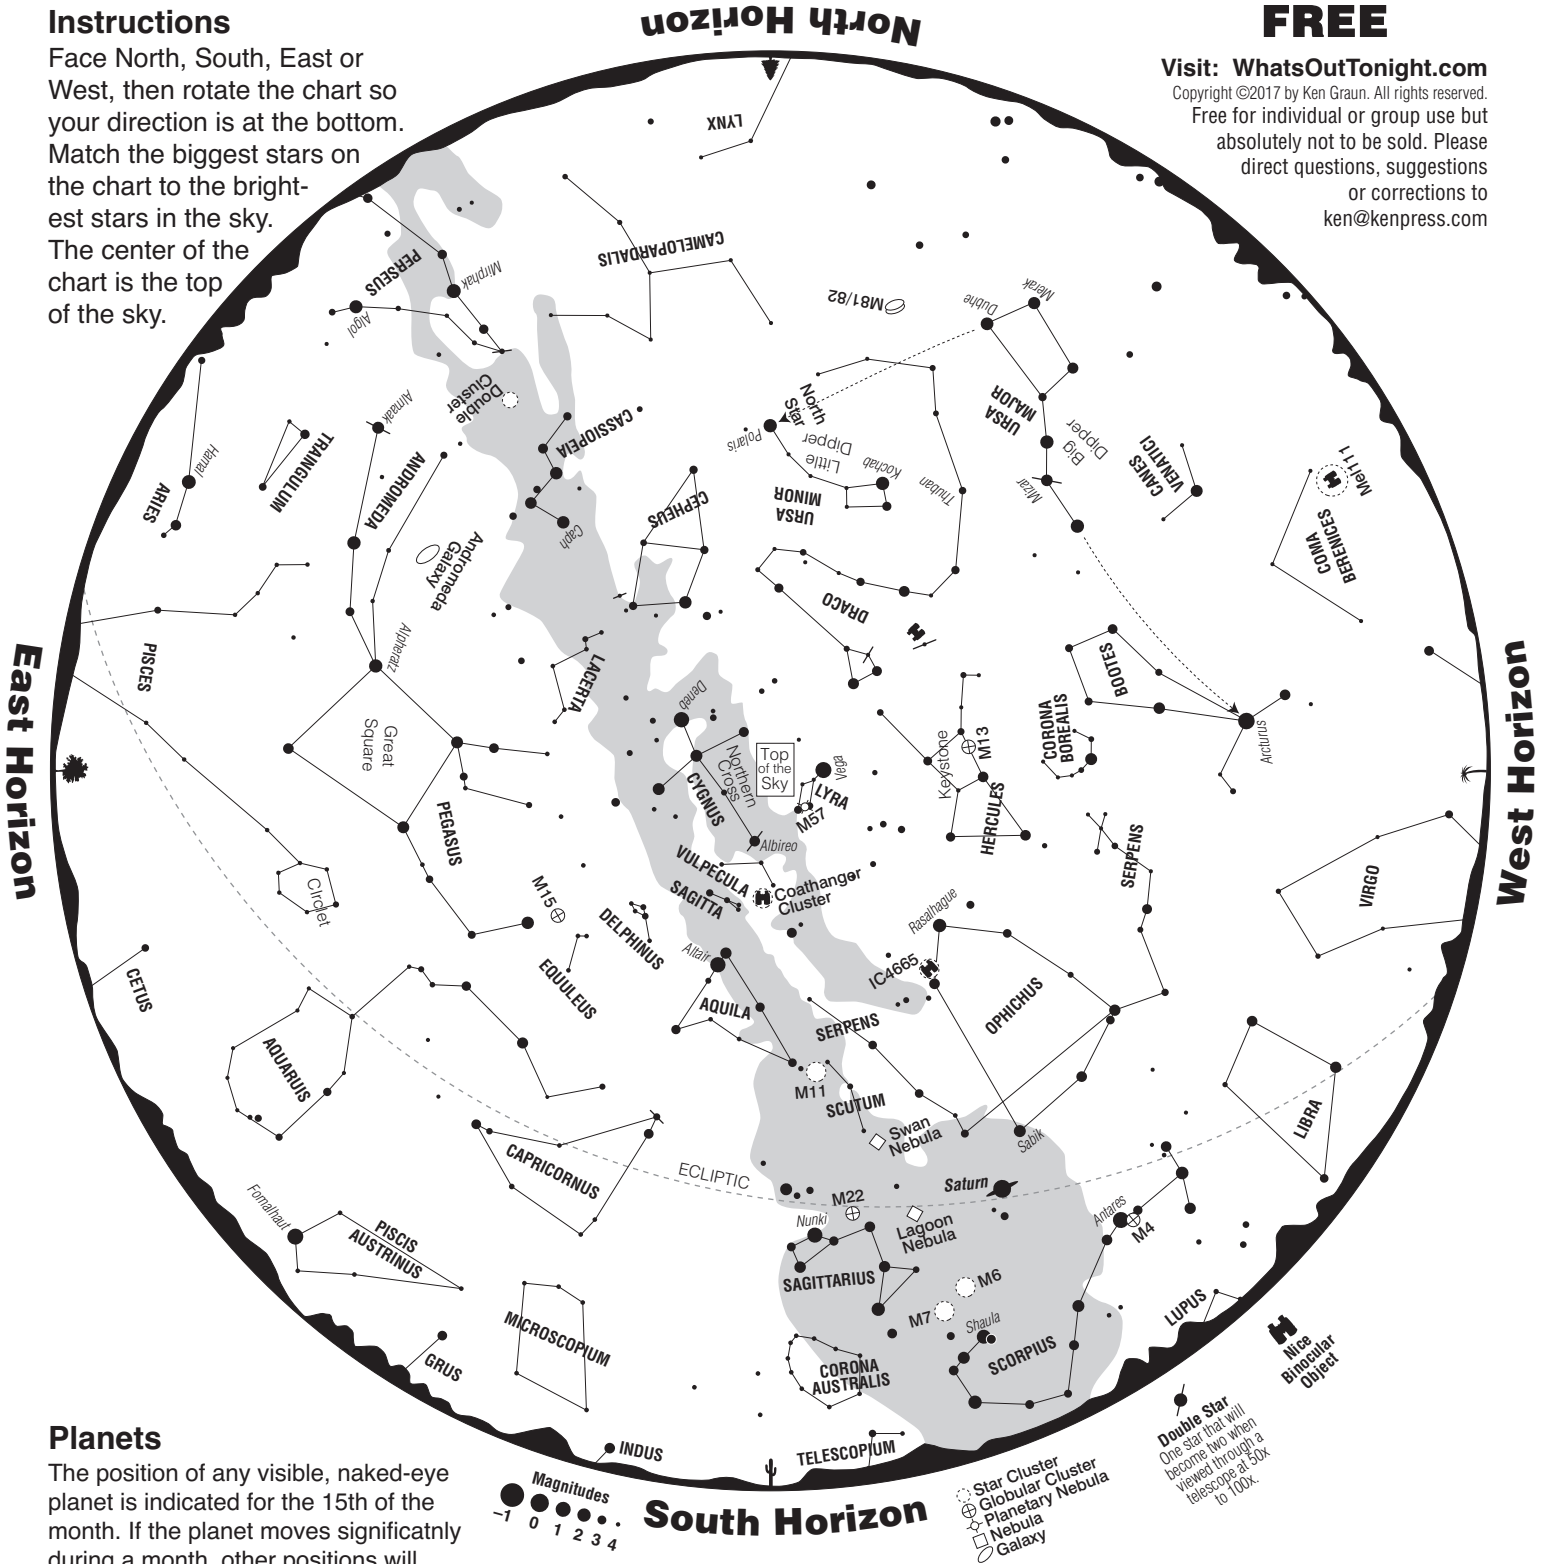 Instructions
Face North, South, East or
West, then rotate the chart so
your direction is at the bottom.
Match the biggest stars on
the chart to the bright-
est stars in the sky.
The center of the
chart is the top
of the sky.
North Horizon
FREE
Visit: WhatsOutTonight.com
Copyright ©2017 by Ken Graun. All rights reserved.
Free for individual or group use but
absolutely not to be sold. Please
direct questions, suggestions
or corrections to
ken@kenpress.com
LYNX
CAMELOPARDALIS
PERSEUS
Mirphak
Algol
M81/82
Dubhe
Merak
Double
Cluster
CASSIOPEIA
North
Star
Polaris
Little
Dipper
Kochab
URSA
MINOR
Thuban
URSA
MAJOR
Big
Dipper
Mizar
CANES
VENATICI
Mel111
COMA
BERENICES
Almaak
TRAINGULUM
Hamal
ARIES
ANDROMEDA
Andromeda
Galaxy
Caph
CEPHEUS
DRACO
Alpheratz
PISCES
LACERTA
Great
Square
Deneb
Northern
Cross
CYGNUS
Top
of the
Sky
Vega
LYRA
M57
Albireo
Keystone
M13
HERCULES
CORONA
BOREALIS
BOOTES
Arcturus
East Horizon
West Horizon
PEGASUS
Circlet
M15
VULPECULA
SAGITTA
Coathanger
Cluster
DELPHINUS
EQUULEUS
Altair
AQUILA
Rasalhague
IC4665
OPHICHUS
SERPENS
VIRGO
CETUS
AQUARUIS
SERPENS
M11
SCUTUM
Swan
Nebula
Sabik
LIBRA
CAPRICORNUS
ECLIPTIC
M22
Saturn
Nunki
Lagoon
Nebula
Antares
M4
Fomalhaut
PISCIS
AUSTRINUS
SAGITTARIUS
M6
M7
Shaula
SCORPIUS
LUPUS
MICROSCOPIUM
GRUS
CORONA
AUSTRALIS
INDUS
TELESCOPIUM
Nice
Binocular
Object
Double Star
One star that will
become two when
viewed through a
telescope at 50x
to 100x.
Star Cluster
Globular Cluster
Planetary Nebula
Nebula
Galaxy
South Horizon
Magnitudes
–1 0 1 2 3 4
Planets
The position of any visible, naked-eye
planet is indicated for the 15th of the
month. If the planet moves significatnly
during a month, other positions will